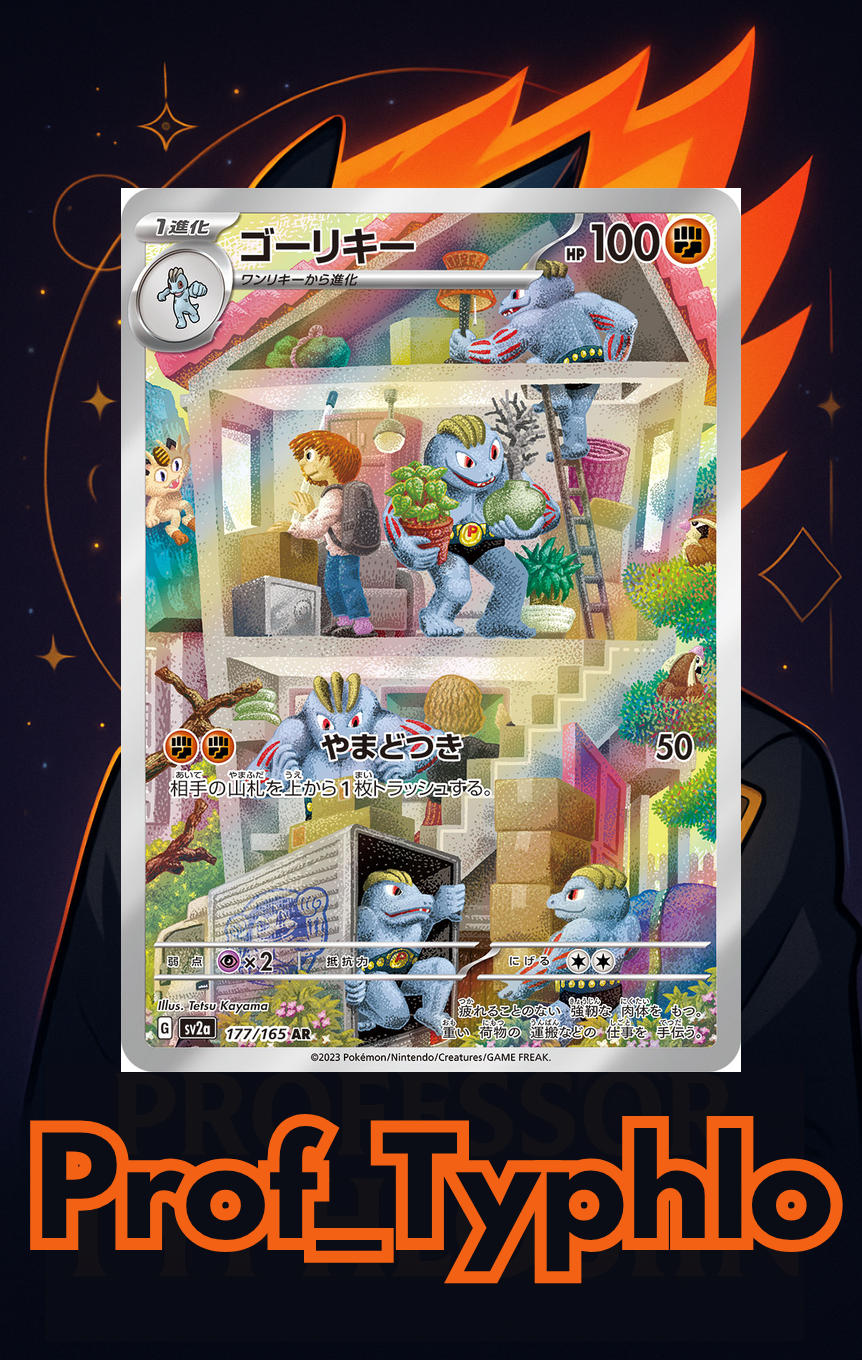 1進化
ゴーリキー
HP100
ワンリキーから進化
P
やまどつき
50
相手の山札を上から1枚トラッシュする。
弱点
×2
抵抗力
にげる
Illus. Tetsu Kayama
疲れることのない 強靭な 肉体を もつ。
重い 荷物の 運搬などの 仕事を 手伝う。
G
sv2a
177/165 AR
©2023 Pokémon/Nintendo/Creatures/GAME FREAK.
PROFESSOR
Prof_Typhlo